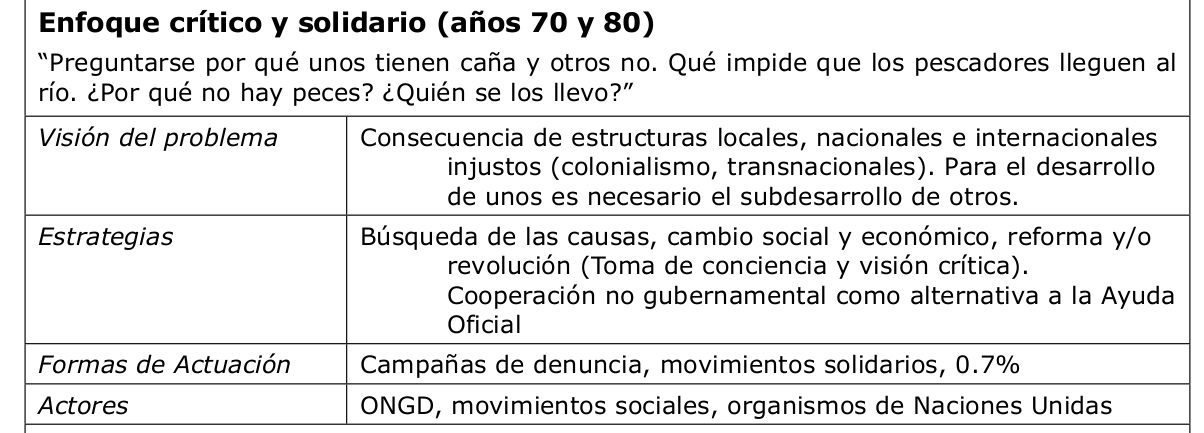 Enfoque crítico y solidario (años 70 y 80)
“Preguntarse por qué unos tienen caña y otros no. Qué impide que los pescadores lleguen al
río. ¿Por qué no hay peces? ¿Quién se los llevo?”
Visión del problema
Consecuencia de estructuras locales, nacionales e internacionales
injustos (colonialismo, transnacionales). Para el desarrollo
de unos es necesario el subdesarrollo de otros.
Estrategias
Búsqueda de las causas, cambio social y económico, reforma y/o
revolución (Toma de conciencia y visión crítica).
Cooperación no gubernamental como alternativa a la Ayuda
Oficial
Formas de Actuación
Campañas de denuncia, movimientos solidarios, 0.7%
Actores
ONGD, movimientos sociales, organismos de Naciones Unidas